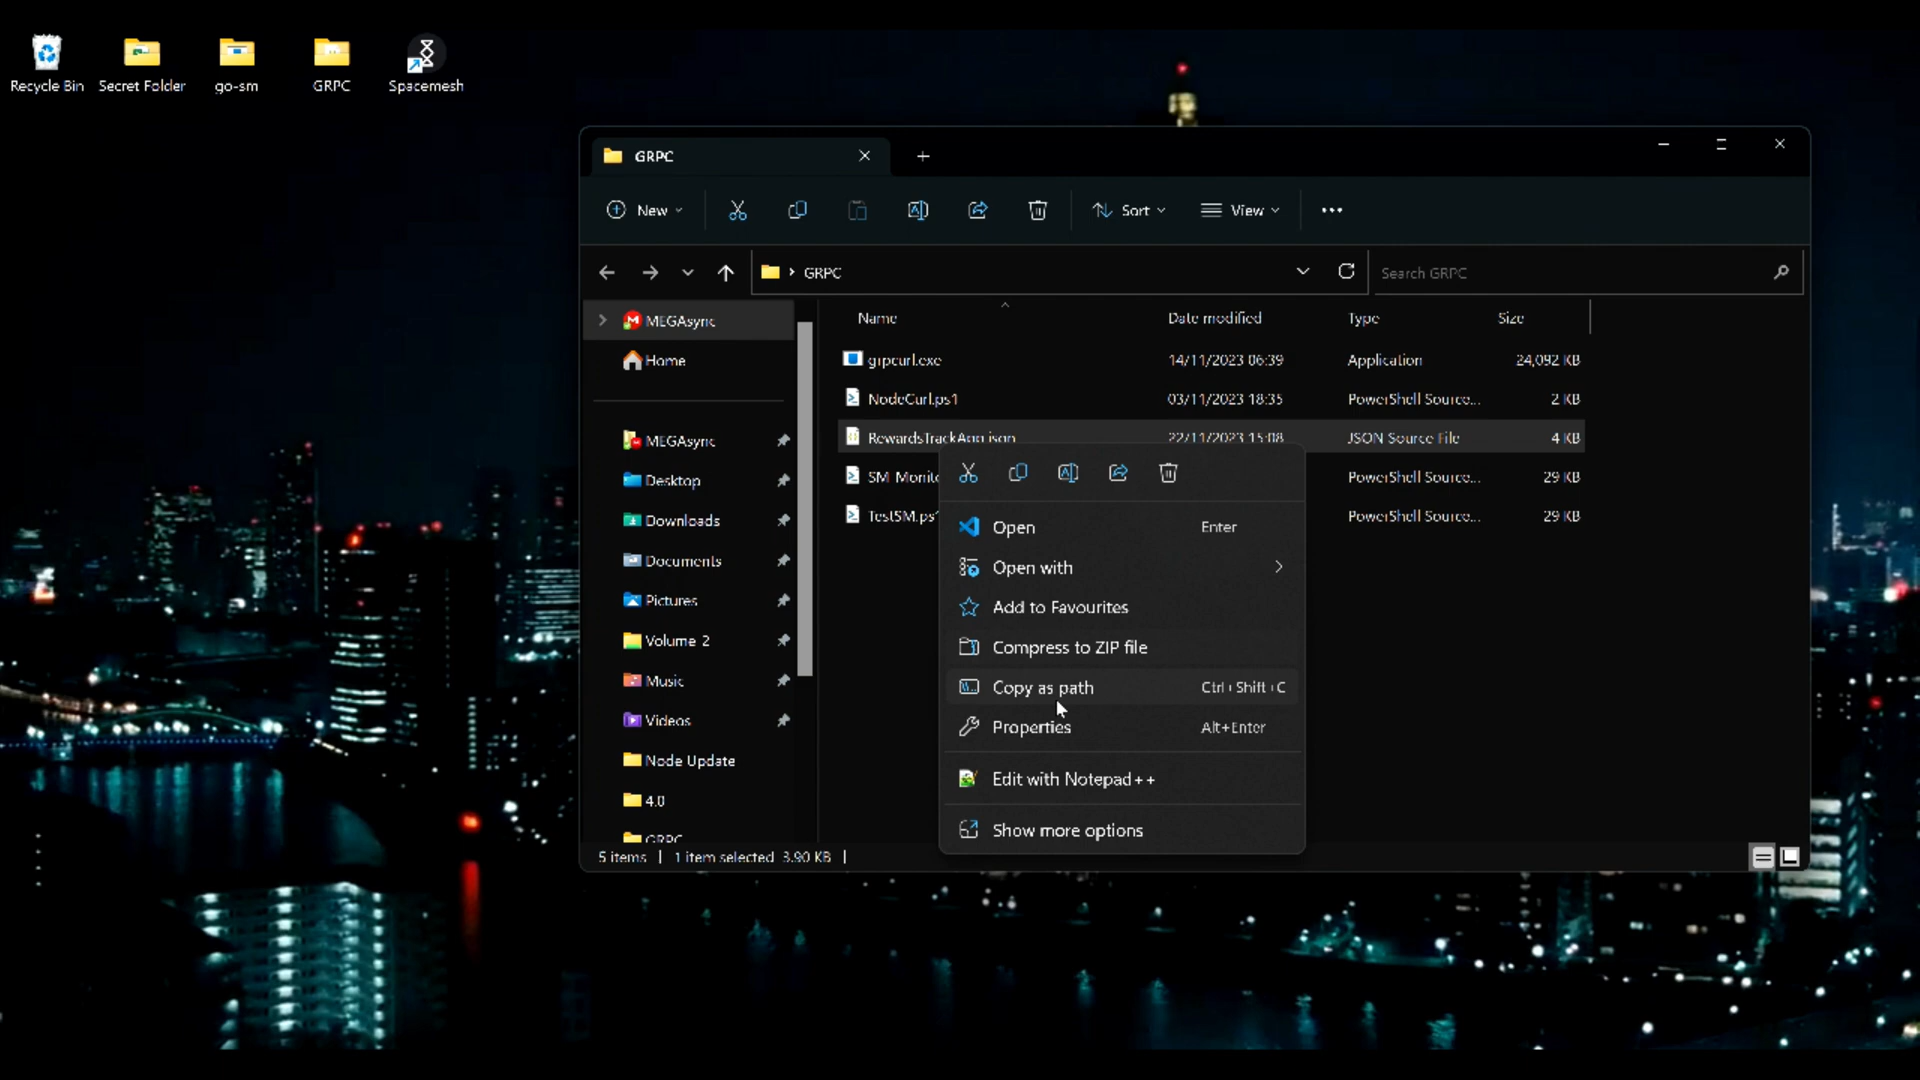 Recycle Bin
Secret Folder
go-sm
GRPC
Spacemesh
GRPC
New
Sort
View
GRPC
Search GRPC
Name
Date modified
Type
Size
grpcurl.exe
14/11/2023 06:39
Application
24,092 KB
NodeCurl.ps1
03/11/2023 18:35
PowerShell Source...
2 KB
RewardsTrackApp.json
22/11/2023 15:08
JSON Source File
4 KB
SM Monito
PowerShell Source...
29 KB
TestSM.ps1
PowerShell Source...
29 KB
MEGAsync
Home
MEGAsync
Desktop
Downloads
Documents
Pictures
Volume 2
Music
Videos
Node Update
4.0
GRPC
Open
Enter
Open with
Add to Favourites
Compress to ZIP file
Copy as path
Ctrl+Shift+C
Properties
Alt+Enter
Edit with Notepad++
Show more options
5 items
1 item selected 3.90 KB